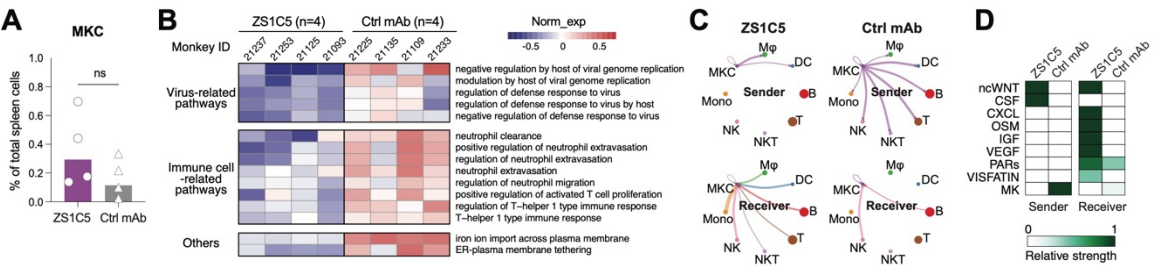 A
MKC
% of total spleen cells
1.0
0.8
0.6
0.4
0.2
0.0
ns
ZS1C5 Ctrl mAb
B
ZS1C5 (n=4) Ctrl mAb (n=4)
Norm_exp
-0.5 0 0.5
Monkey ID
21237 21253 21125 21093 21225 21135 21109 21233
Virus-related
pathways
negative regulation by host of viral genome replication
modulation by host of viral genome replication
regulation of defense response to virus
regulation of defense response to virus by host
negative regulation of defense response to virus
Immune cell
-related
pathways
neutrophil clearance
positive regulation of neutrophil extravasation
regulation of neutrophil extravasation
neutrophil extravasation
regulation of neutrophil migration
positive regulation of activated T cell proliferation
regulation of T−helper 1 type immune response
T−helper 1 type immune response
Others
iron ion import across plasma membrane
ER-plasma membrane tethering
C
ZS1C5 Ctrl mAb
Mφ
MKC
DC
Sender
Mono
B
NK
NKT
T
Mφ
MKC
DC
Sender
Mono
B
NK
NKT
T
Mφ
MKC
DC
Receiver
Mono
B
NK
NKT
T
Mφ
MKC
DC
Receiver
Mono
B
NK
NKT
T
D
ZS1C5 Ctrl mAb ZS1C5 Ctrl mAb
ncWNT
CSF
CXCL
OSM
IGF
VEGF
PARs
VISFATIN
MK
Sender Receiver
0 1
Relative strength